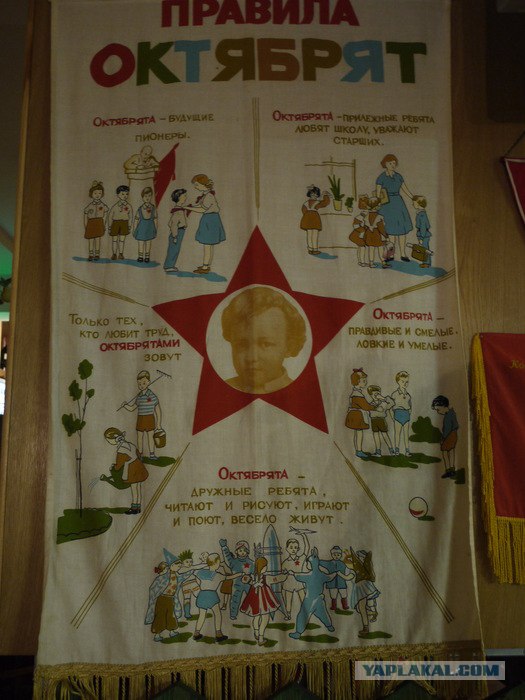 ПРАВИЛА
ОКТЯБРЯТ
Октябрята – будущие
пионеры.
Октябрята – прилежные ребята
любят школу, уважают
старших.
Только тех,
кто любит труд,
октябрятами
зовут
Октябрята –
правдивые и смелые,
ловкие и умелые.
Октябрята –
дружные ребята,
читают и рисуют, играют
и поют, весело живут.
YAPLAKAL.COM